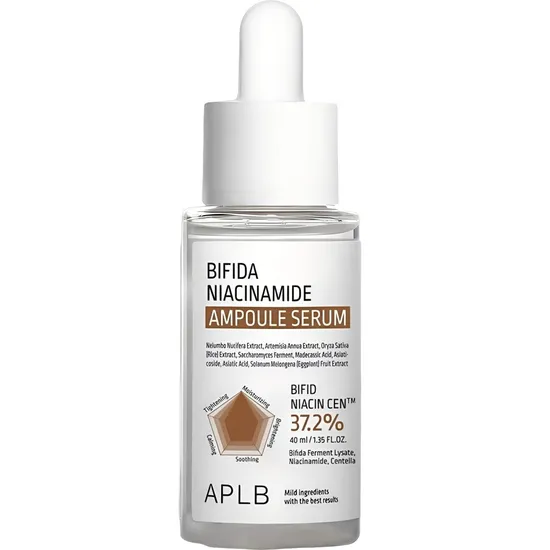 BIFIDA
NIACINAMIDE
AMPOULE SERUM
Nelumbo Nucifera Extract, Artemisia Annua Extract, Oryza Sativa
(Rice) Extract, Saccharomyces Ferment, Madecassic Acid, Asiati-
coside, Asiatic Acid, Solanum Melongena (Eggplant) Fruit Extract
Moisturizing
Tightening
Brightening
Calming
Soothing
BIFID
NIACIN CEN™
37.2%
40 ml / 1.35 FL.OZ.
Bifida Ferment Lysate,
Niacinamide, Centella
APLB
Mild ingredients
with the best results